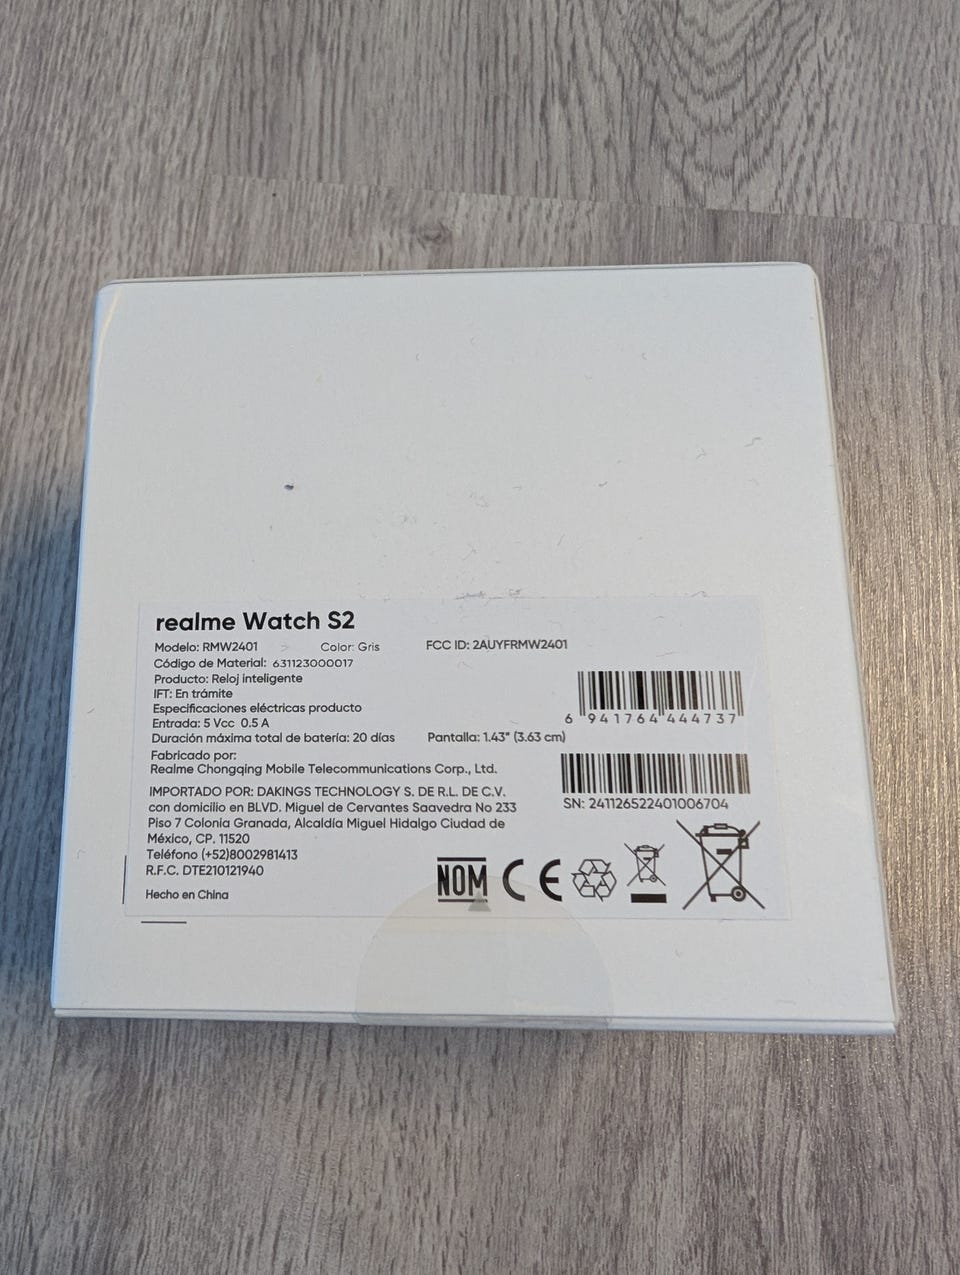 realme Watch S2
Modelo: RMW2401 Color: Gris FCC ID: 2AUYFRMW2401
Código de Material: 631123000017
Producto: Reloj inteligente
IFT: En trámite
Especificaciones eléctricas producto
Entrada: 5 Vcc 0.5 A
Duración máxima total de batería: 20 días Pantalla: 1.43" (3.63 cm)
6 941764 444737
Fabricado por:
Realme Chongqing Mobile Telecommunications Corp., Ltd.
IMPORTADO POR: DAKINGS TECHNOLOGY S. DE R.L. DE C.V.
con domicilio en BLVD. Miguel de Cervantes Saavedra No 233
Piso 7 Colonia Granada, Alcaldía Miguel Hidalgo Ciudad de
México, CP. 11520
Teléfono (+52)8002981413
R.F.C. DTE210121940
Hecho en China
SN: 241126522401006704
NOM CE